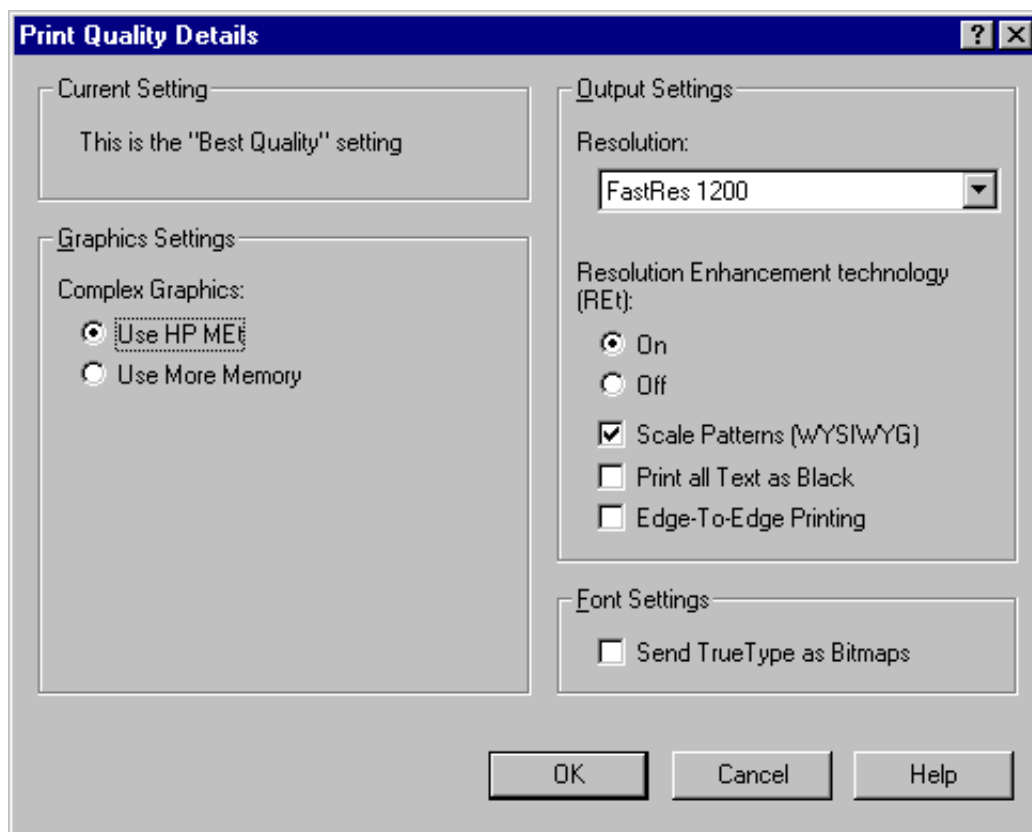 Print Quality Details
Current Setting
This is the "Best Quality" setting
Graphics Settings
Complex Graphics:
Use HP MEt
Use More Memory
Output Settings
Resolution:
FastRes 1200
Resolution Enhancement technology
(REt):
On
Off
Scale Patterns (WYSIWYG)
Print all Text as Black
Edge-To-Edge Printing
Font Settings
Send TrueType as Bitmaps
OK
Cancel
Help